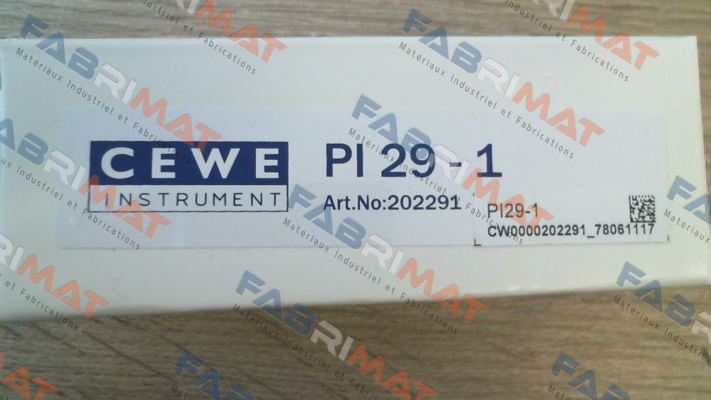 CEWE
INSTRUMENT
PI 29 - 1
Art.No:202291
PI29-1
CW0000202291_78061117
FABRIMAT
Materiaux Industriel et Fabrications